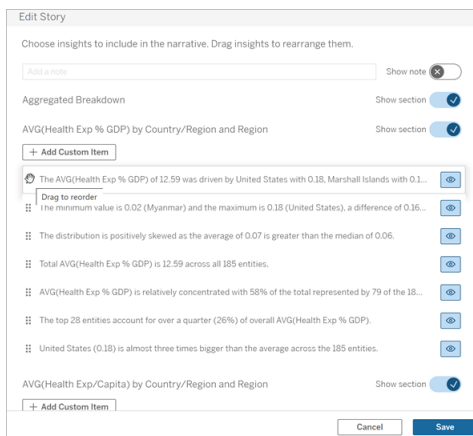 Edit Story
Choose insights to include in the narrative. Drag insights to rearrange them.
Add a note
Show note
Aggregated Breakdown
Show section
AVG(Health Exp % GDP) by Country/Region and Region
Show section
+ Add Custom Item
The AVG(Health Exp % GDP) of 12.59 was driven by United States with 0.18, Marshall Islands with 0.1...
Drag to reorder
The minimum value is 0.02 (Myanmar) and the maximum is 0.18 (United States), a difference of 0.16...
The distribution is positively skewed as the average of 0.07 is greater than the median of 0.06.
Total AVG(Health Exp % GDP) is 12.59 across all 185 entities.
AVG(Health Exp % GDP) is relatively concentrated with 58% of the total represented by 79 of the 18...
The top 28 entities account for over a quarter (26%) of overall AVG(Health Exp % GDP).
United States (0.18) is almost three times bigger than the average across the 185 entities.
AVG(Health Exp/Capita) by Country/Region and Region
Show section
+ Add Custom Item
Cancel
Save